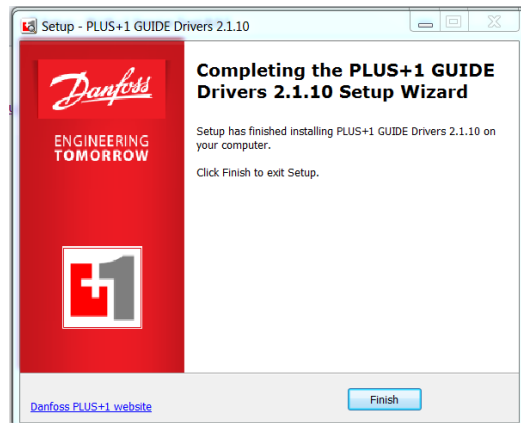 Setup - PLUS+1 GUIDE Drivers 2.1.10
Danfoss
ENGINEERING
TOMORROW
+1
Completing the PLUS+1 GUIDE
Drivers 2.1.10 Setup Wizard
Setup has finished installing PLUS+1 GUIDE Drivers 2.1.10 on
your computer.
Click Finish to exit Setup.
Danfoss PLUS+1 website
Finish